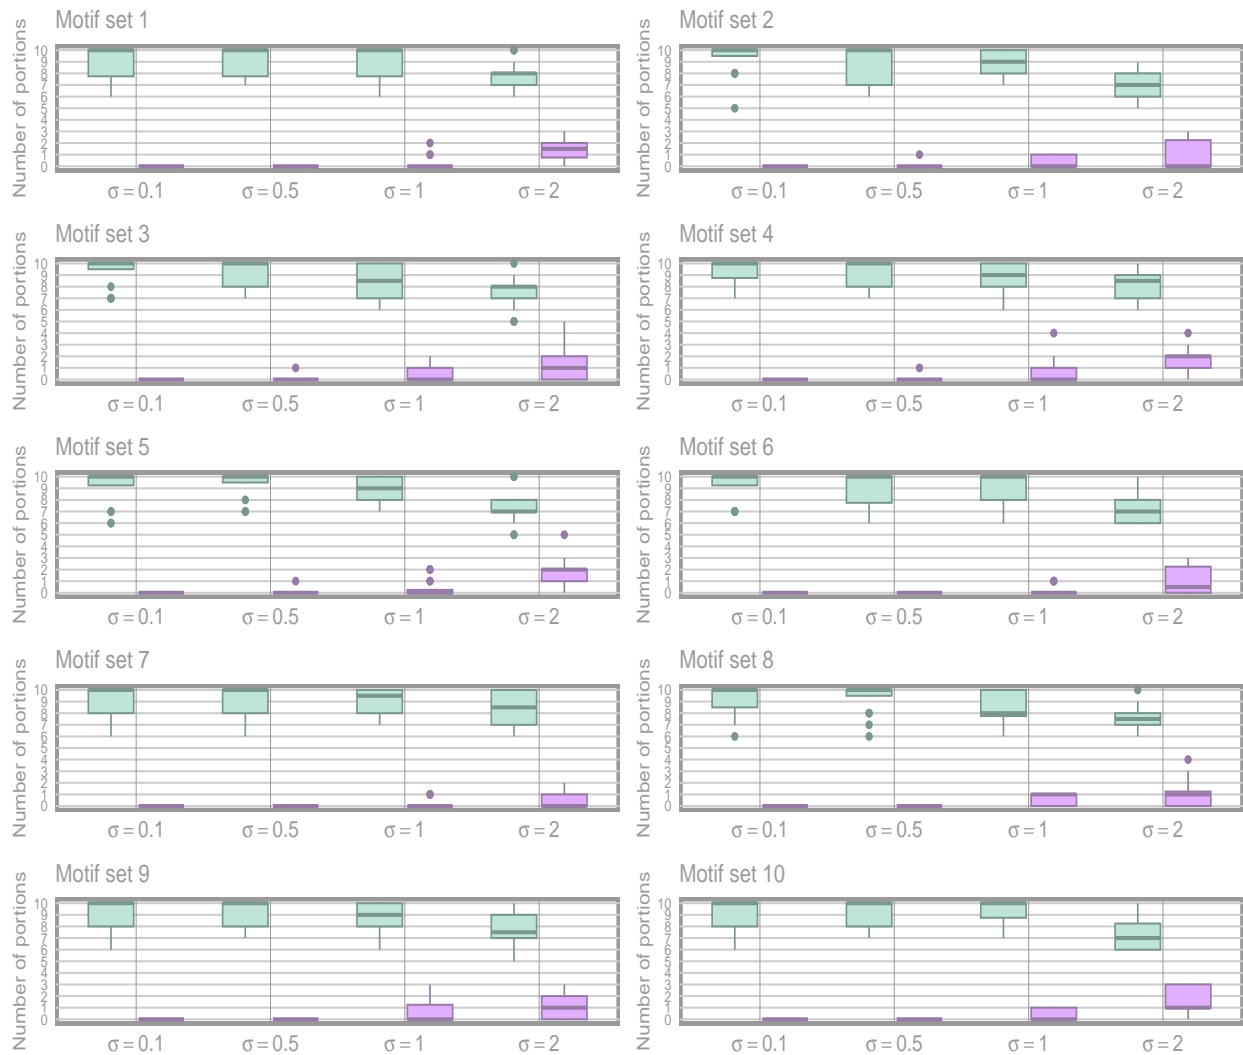 Motif set 1
Number of portions
10
9
8
7
6
5
4
3
2
1
0
σ = 0.1
σ = 0.5
σ = 1
σ = 2
Motif set 2
Number of portions
10
9
8
7
6
5
4
3
2
1
0
σ = 0.1
σ = 0.5
σ = 1
σ = 2
Motif set 3
Number of portions
10
9
8
7
6
5
4
3
2
1
0
σ = 0.1
σ = 0.5
σ = 1
σ = 2
Motif set 4
Number of portions
10
9
8
7
6
5
4
3
2
1
0
σ = 0.1
σ = 0.5
σ = 1
σ = 2
Motif set 5
Number of portions
10
9
8
7
6
5
4
3
2
1
0
σ = 0.1
σ = 0.5
σ = 1
σ = 2
Motif set 6
Number of portions
10
9
8
7
6
5
4
3
2
1
0
σ = 0.1
σ = 0.5
σ = 1
σ = 2
Motif set 7
Number of portions
10
9
8
7
6
5
4
3
2
1
0
σ = 0.1
σ = 0.5
σ = 1
σ = 2
Motif set 8
Number of portions
10
9
8
7
6
5
4
3
2
1
0
σ = 0.1
σ = 0.5
σ = 1
σ = 2
Motif set 9
Number of portions
10
9
8
7
6
5
4
3
2
1
0
σ = 0.1
σ = 0.5
σ = 1
σ = 2
Motif set 10
Number of portions
10
9
8
7
6
5
4
3
2
1
0
σ = 0.1
σ = 0.5
σ = 1
σ = 2